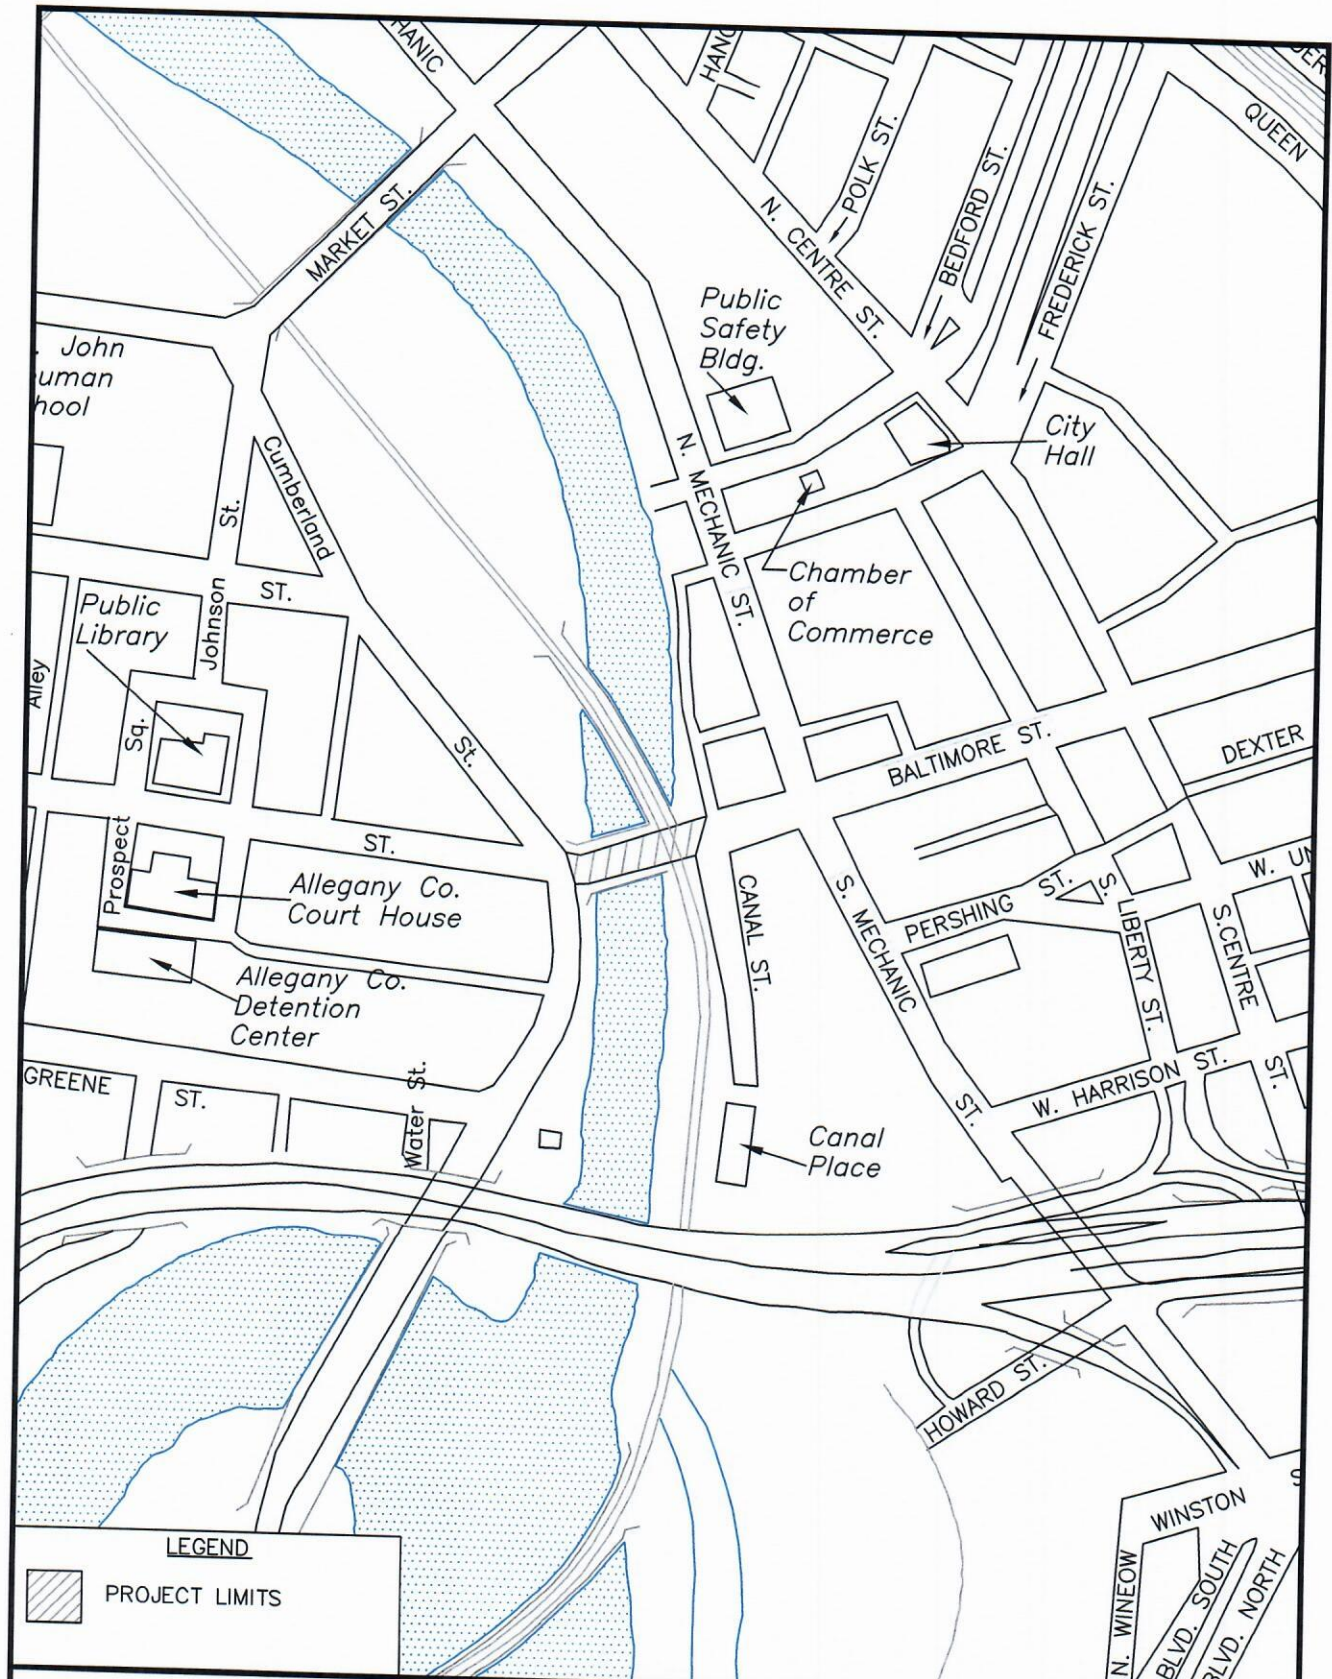 HANIC
HANO
QUEEN
MARKET ST.
POLK ST.
BEDFORD ST.
FREDERICK ST.
N. CENTRE ST.
Public
Safety
Bldg.
. John
uman
hool
City
Hall
Cumberland
St.
N. MECHANIC ST.
Chamber
of
Commerce
ST.
Johnson
St.
Public
Library
Alley
Sq.
Prospect
ST.
BALTIMORE ST.
DEXTER
Allegany Co.
Court House
CANAL ST.
S. MECHANIC
ST.
PERSHING ST.
S. LIBERTY ST.
W. UN
S.CENTRE
ST.
Allegany Co.
Detention
Center
GREENE ST.
Water St.
W. HARRISON ST.
Canal
Place
HOWARD ST.
WINSTON S
N. WINEOW
BLVD. SOUTH
BLVD. NORTH
LEGEND
PROJECT LIMITS